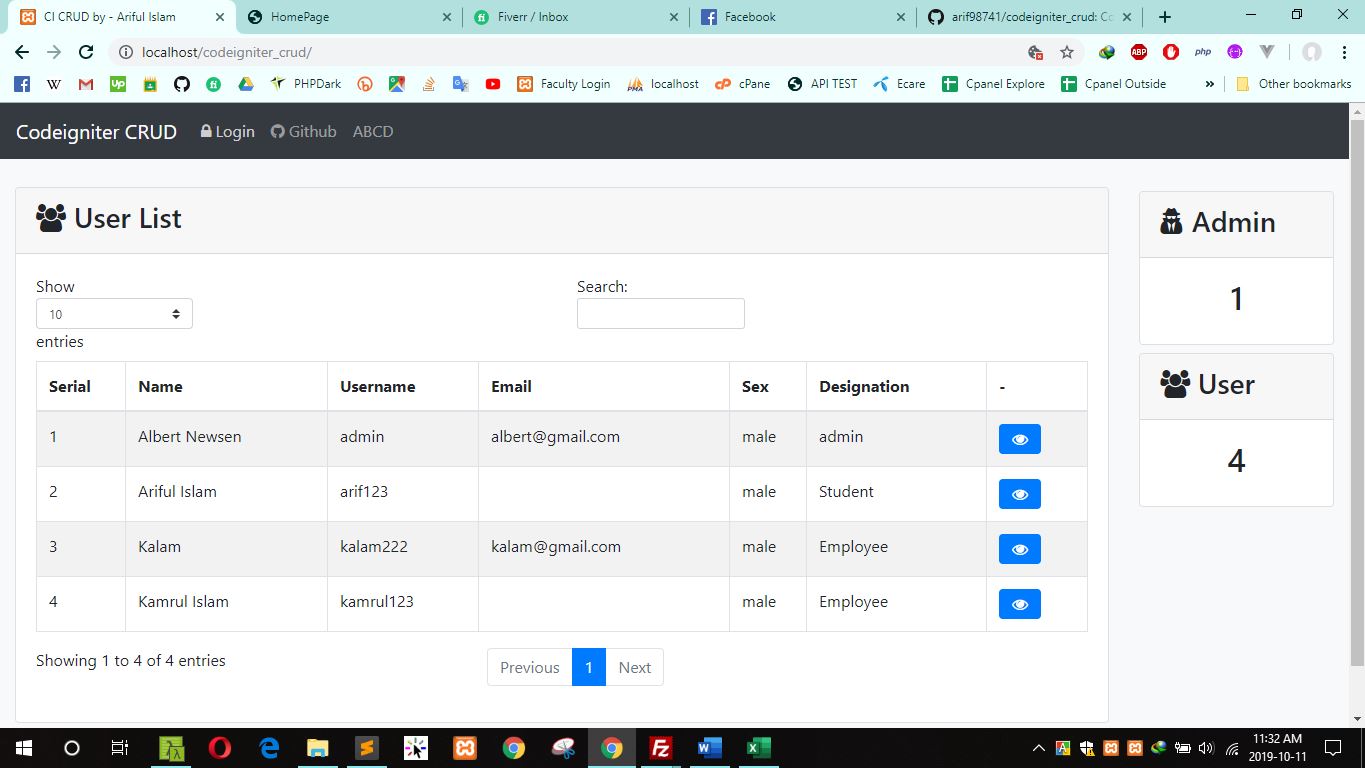 CI CRUD by - Ariful Islam
HomePage
Fiverr / Inbox
Facebook
arif98741/codeigniter_crud: Co
localhost/codeigniter_crud/
ABP
php
PHPDark
Faculty Login
PMA
localhost
cP
cPane
API TEST
Ecare
Cpanel Explore
Cpanel Outside
»
Other bookmarks
Codeigniter CRUD
Login
Github
ABCD
User List
Admin
1
User
4
Show
10
entries
Search:
Serial Name Username Email Sex Designation -
1 Albert Newsen admin albert@gmail.com male admin
2 Ariful Islam arif123 male Student
3 Kalam kalam222 kalam@gmail.com male Employee
4 Kamrul Islam kamrul123 male Employee
Showing 1 to 4 of 4 entries
Previous 1 Next
11:32 AM
2019-10-11